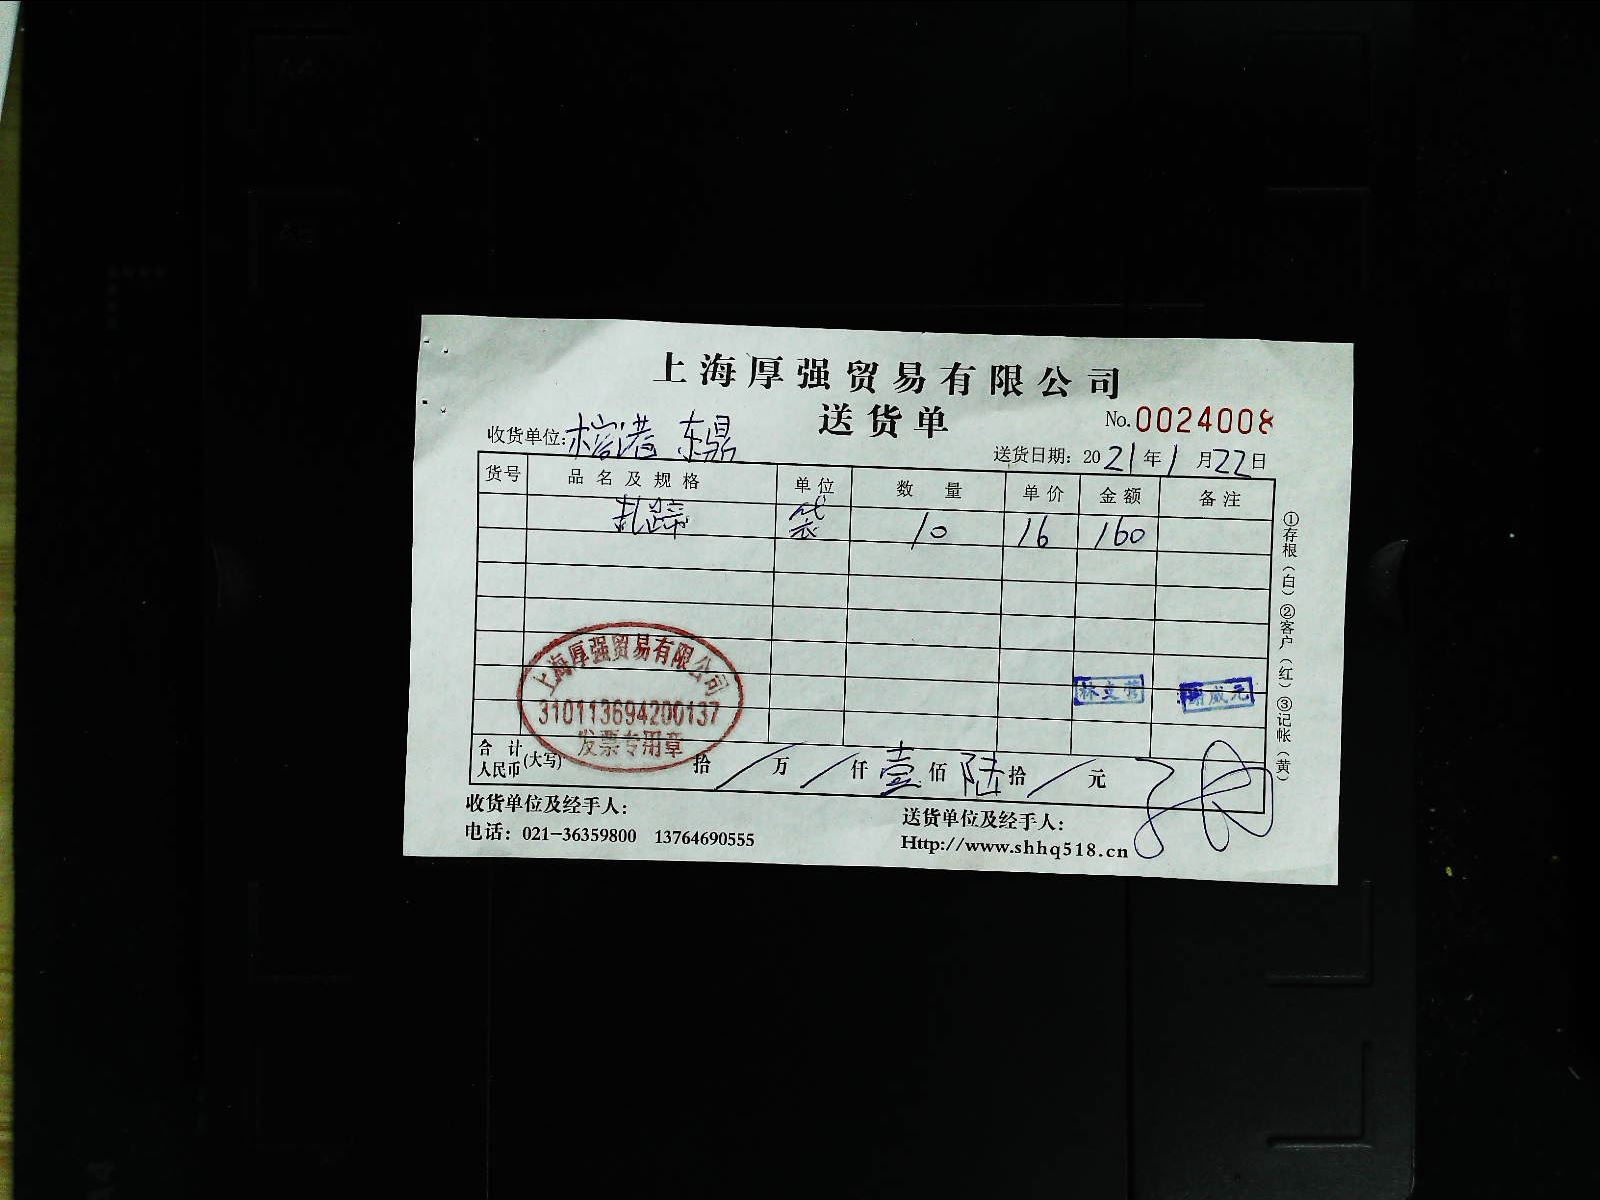 上海厚强贸易有限公司
送货单
No.0024008
收货单位:榕港 东鼎
送货日期: 2021年1月22日
货号 品名及规格 单位 数量 单价 金额 备注
扎蹄 袋 10 16 160
①存根(白)②客户(红)③记帐(黄)
上海厚强贸易有限公司
310113694200137
发票专用章
林立
威元
合计人民币(大写) 拾/万/仟壹佰陆拾/元
收货单位及经手人:
送货单位及经手人:
电话: 021-36359800 13764690555
Http://www.shhq518.cn